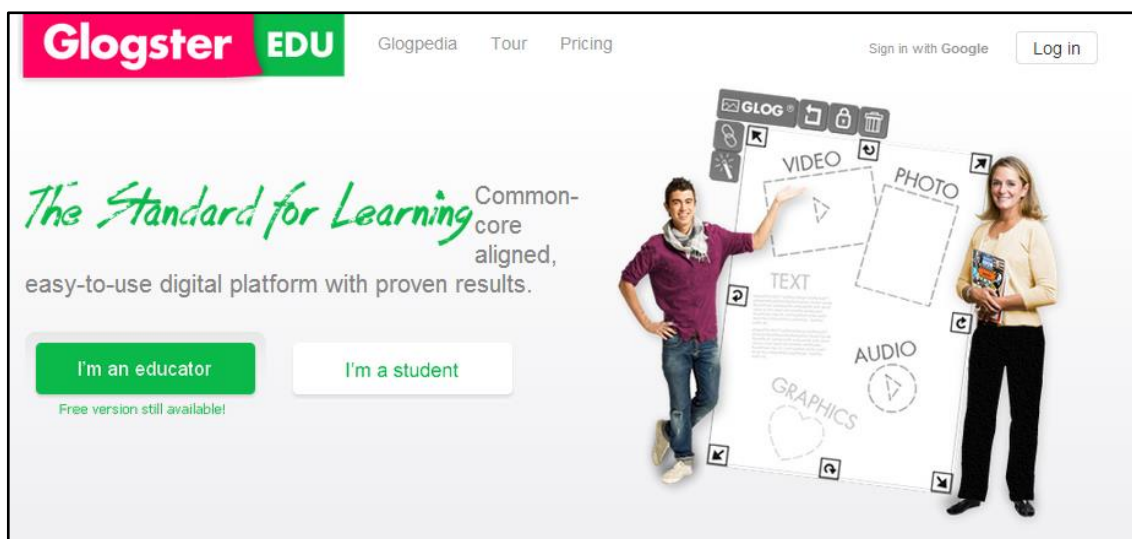 Glogster EDU
Glogpedia Tour Pricing
Sign in with Google
Log in
The Standard for Learning Common-
core
aligned,
easy-to-use digital platform with proven results.
I'm an educator
I'm a student
Free version still available!
GLOG®
VIDEO
PHOTO
TEXT
AUDIO
GRAPHICS